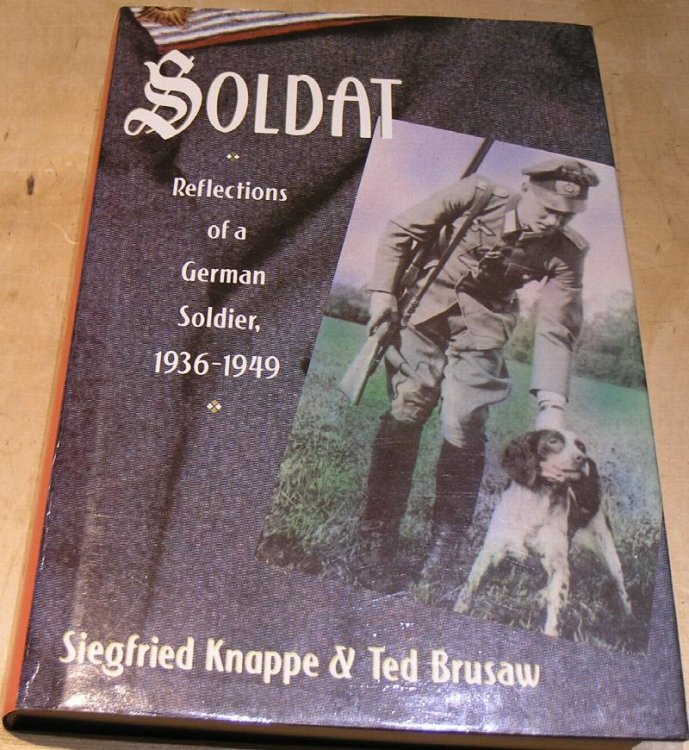 SOLDAT
Reflections
of a
German
Soldier,
1936-1949
Siegfried Knappe & Ted Brusaw